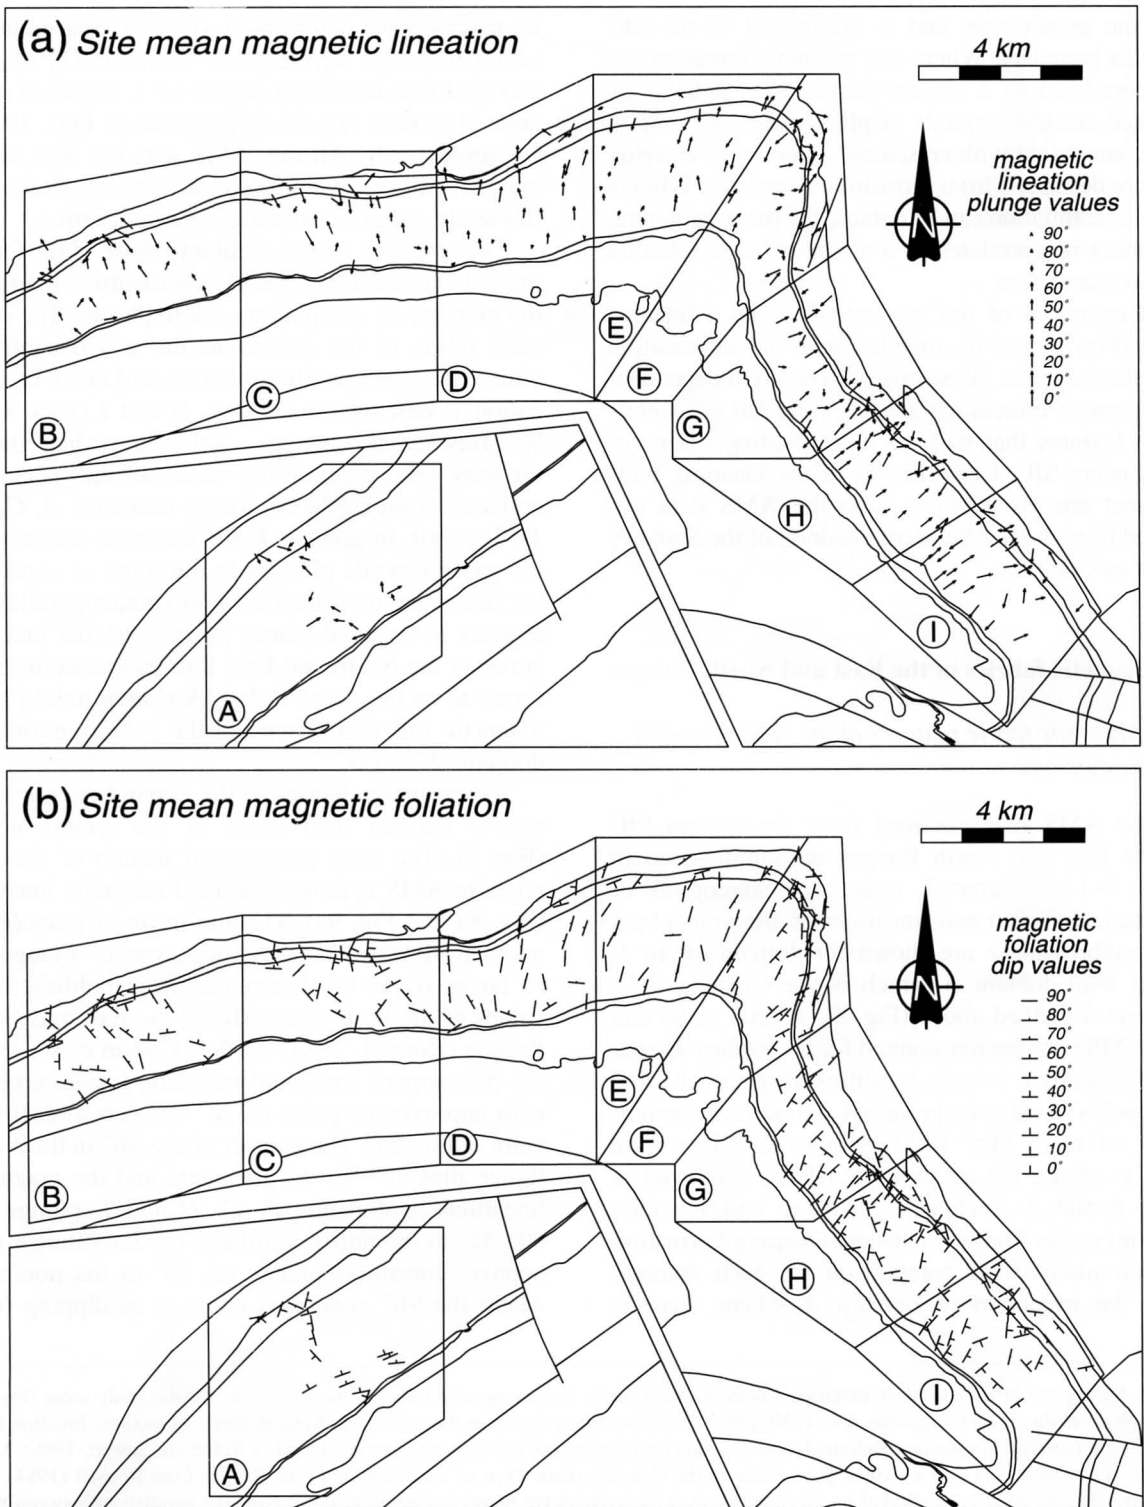 (a) Site mean magnetic lineation
4 km
N
magnetic
lineation
plunge values
90°
80°
70°
60°
50°
40°
30°
20°
10°
0°
E
F
D
C
G
B
H
I
A
(b) Site mean magnetic foliation
4 km
N
magnetic
foliation
dip values
90°
80°
70°
60°
50°
40°
30°
20°
10°
0°
E
F
D
C
G
B
H
I
A